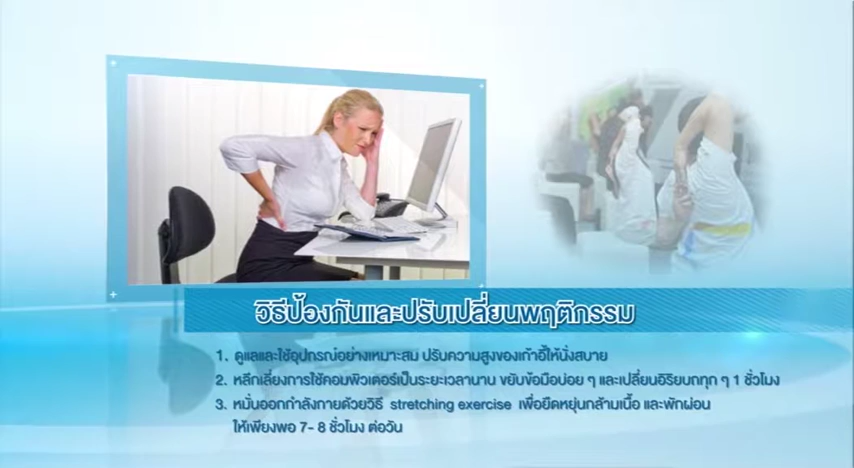 วิธีป้องกันและปรับเปลี่ยนพฤติกรรม
1. ดูแลและใช้อุปกรณ์อย่างเหมาะสม ปรับความสูงของเก้าอี้ให้นั่งสบาย
2. หลีกเลี่ยงการใช้คอมพิวเตอร์เป็นระยะเวลานาน ขยับข้อมือบ่อย ๆ และเปลี่ยนอิริยบถทุก ๆ 1 ชั่วโมง
3. หมั่นออกกำลังกายด้วยวิธี stretching exercise เพื่อยืดหยุ่นกล้ามเนื้อ และพักผ่อน
ให้เพียงพอ 7- 8 ชั่วโมง ต่อวัน